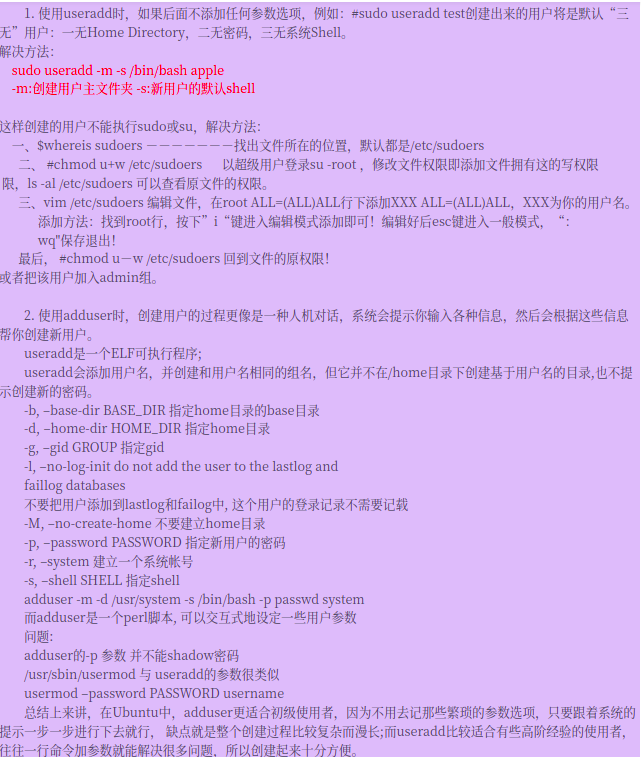 1. 使用useradd时，如果后面不添加任何参数选项，例如：#sudo useradd test创建出来的用户将是默认“三
无”用户：一无Home Directory，二无密码，三无系统Shell。
解决方法：
sudo useradd -m -s /bin/bash apple
-m:创建用户主文件夹 -s:新用户的默认shell
这样创建的用户不能执行sudo或su，解决方法：
一、$whereis sudoers －－－－－－－找出文件所在的位置，默认都是/etc/sudoers
二、 #chmod u+w /etc/sudoers 以超级用户登录su -root ，修改文件权限即添加文件拥有这的写权限
限，ls -al /etc/sudoers 可以查看原文件的权限。
三、vim /etc/sudoers 编辑文件，在root ALL=(ALL)ALL行下添加XXX ALL=(ALL)ALL，XXX为你的用户名。
添加方法：找到root行，按下”i“键进入编辑模式添加即可！编辑好后esc键进入一般模式，“：
wq"保存退出！
最后， #chmod u－w /etc/sudoers 回到文件的原权限！
或者把该用户加入admin组。
2. 使用adduser时，创建用户的过程更像是一种人机对话，系统会提示你输入各种信息，然后会根据这些信息
帮你创建新用户。
useradd是一个ELF可执行程序;
useradd会添加用户名，并创建和用户名相同的组名，但它并不在/home目录下创建基于用户名的目录,也不提
示创建新的密码。
-b, –base-dir BASE_DIR 指定home目录的base目录
-d, –home-dir HOME_DIR 指定home目录
-g, –gid GROUP 指定gid
-l, –no-log-init do not add the user to the lastlog and
faillog databases
不要把用户添加到lastlog和failog中, 这个用户的登录记录不需要记载
-M, –no-create-home 不要建立home目录
-p, –password PASSWORD 指定新用户的密码
-r, –system 建立一个系统帐号
-s, –shell SHELL 指定shell
adduser -m -d /usr/system -s /bin/bash -p passwd system
而adduser是一个perl脚本, 可以交互式地设定一些用户参数
问题:
adduser的-p 参数 并不能shadow密码
/usr/sbin/usermod 与 useradd的参数很类似
usermod –password PASSWORD username
总结上来讲，在Ubuntu中，adduser更适合初级使用者，因为不用去记那些繁琐的参数选项，只要跟着系统的
提示一步一步进行下去就行， 缺点就是整个创建过程比较复杂而漫长;而useradd比较适合有些高阶经验的使用者，
往往一行命令加参数就能解决很多问题，所以创建起来十分方便。